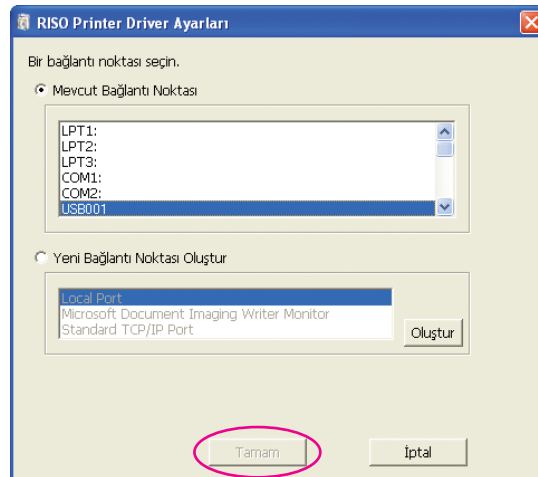 RISO Printer Driver Ayarları
Bir bağlantı noktası seçin.
Mevcut Bağlantı Noktası
LPT1:
LPT2:
LPT3:
COM1:
COM2:
USB001
Yeni Bağlantı Noktası Oluştur
Local Port
Microsoft Document Imaging Writer Monitor
Standard TCP/IP Port
Oluştur
Tamam
İptal